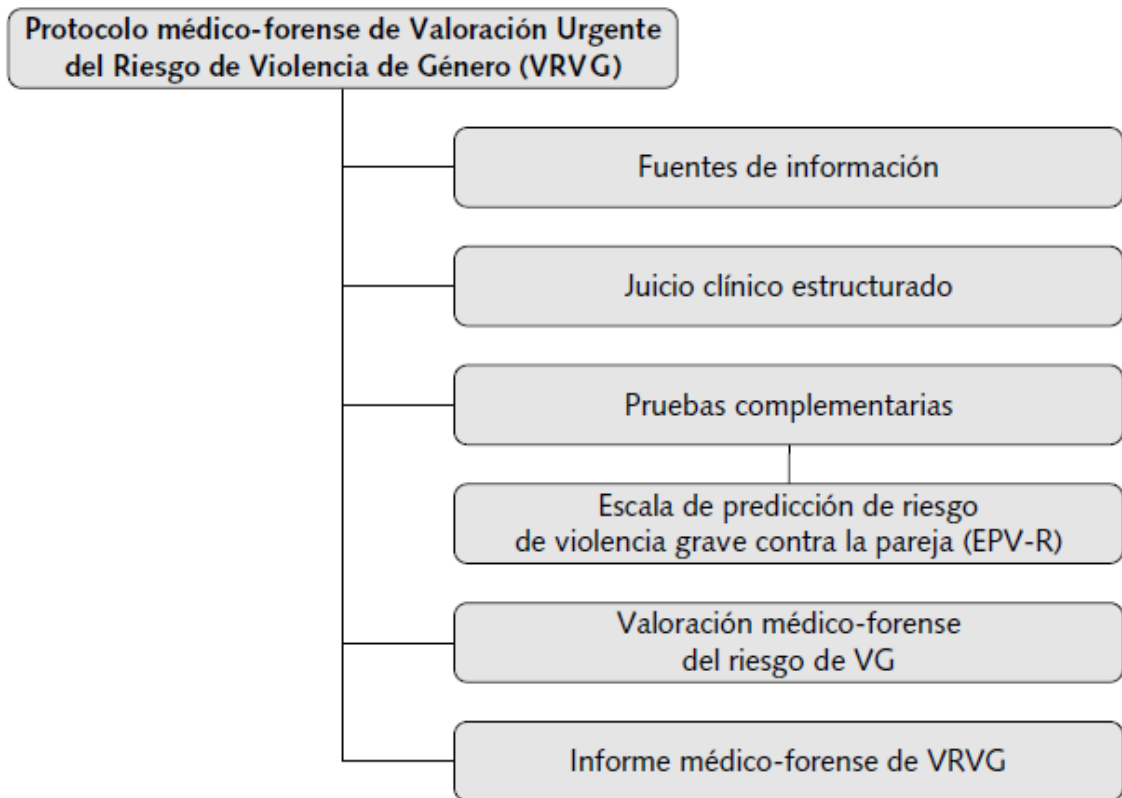 Protocolo médico-forense de Valoración Urgente
del Riesgo de Violencia de Género (VRVG)
Fuentes de información
Juicio clínico estructurado
Pruebas complementarias
Escala de predicción de riesgo
de violencia grave contra la pareja (EPV-R)
Valoración médico-forense
del riesgo de VG
Informe médico-forense de VRVG